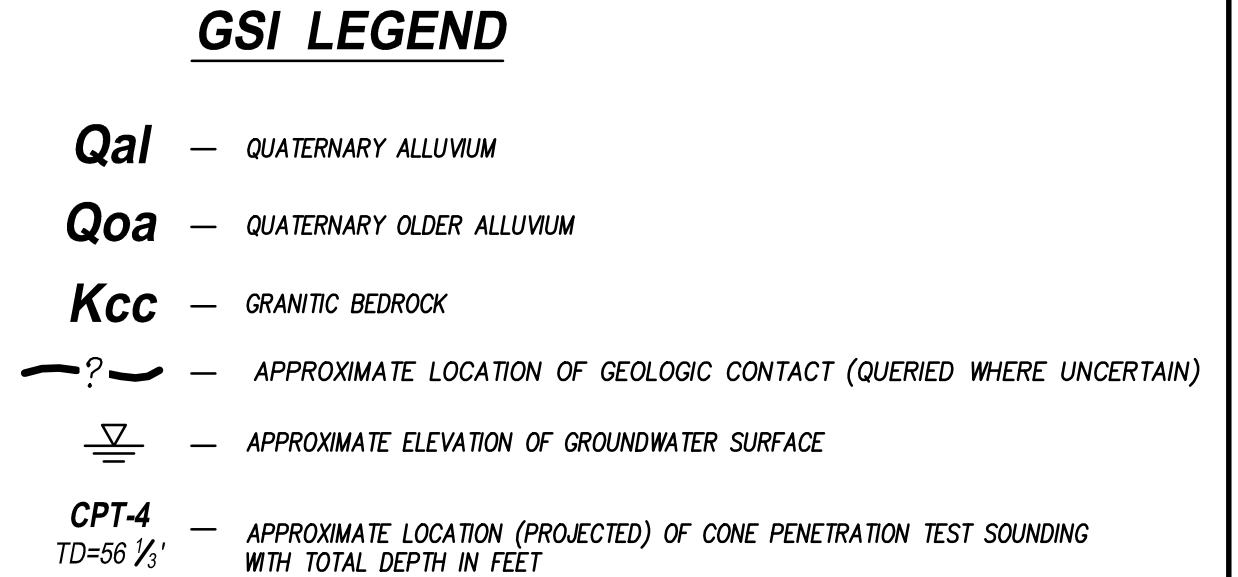 GSI LEGEND
Qal — QUATERNARY ALLUVIUM
Qoa — QUATERNARY OLDER ALLUVIUM
Kcc — GRANITIC BEDROCK
? — APPROXIMATE LOCATION OF GEOLOGIC CONTACT (QUERIED WHERE UNCERTAIN)
— APPROXIMATE ELEVATION OF GROUNDWATER SURFACE
CPT-4
TD=56 1/3'
— APPROXIMATE LOCATION (PROJECTED) OF CONE PENETRATION TEST SOUNDING
WITH TOTAL DEPTH IN FEET